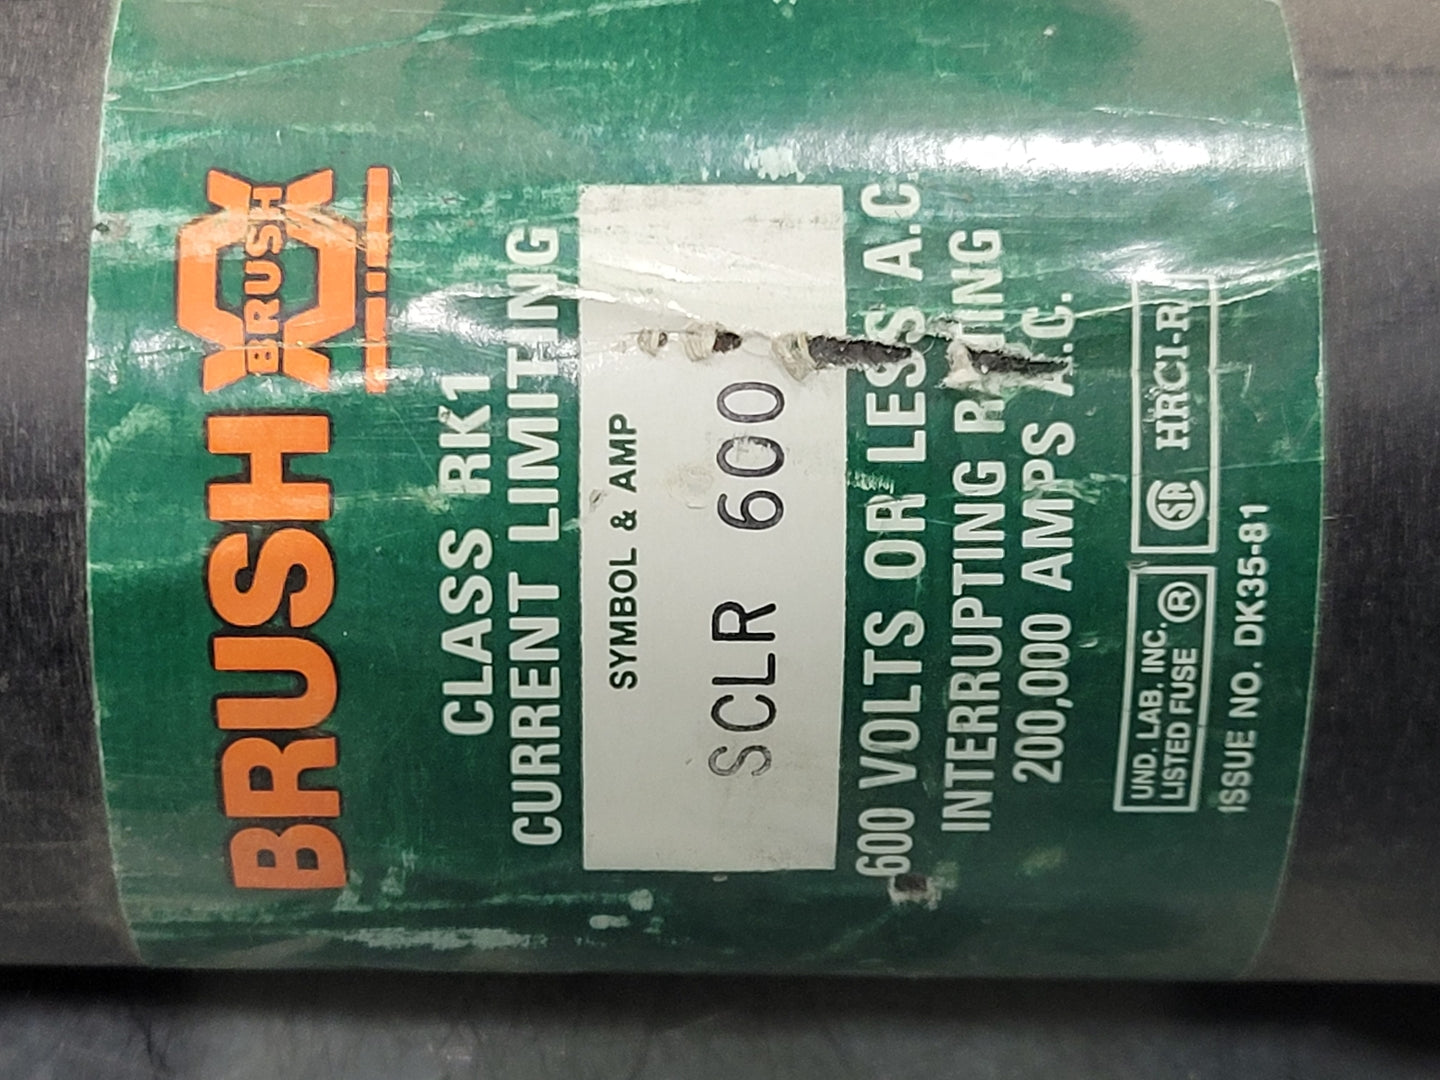 BRUSH
BRUSH
CLASS RK1
CURRENT LIMITING
SYMBOL & AMP
SCLR 600
600 VOLTS OR LESS A.C.
INTERRUPTING RATING
200,000 AMPS A.C.
UND. LAB. INC.
LISTED FUSE ®
SA HRCI-R
ISSUE NO. DK35-81